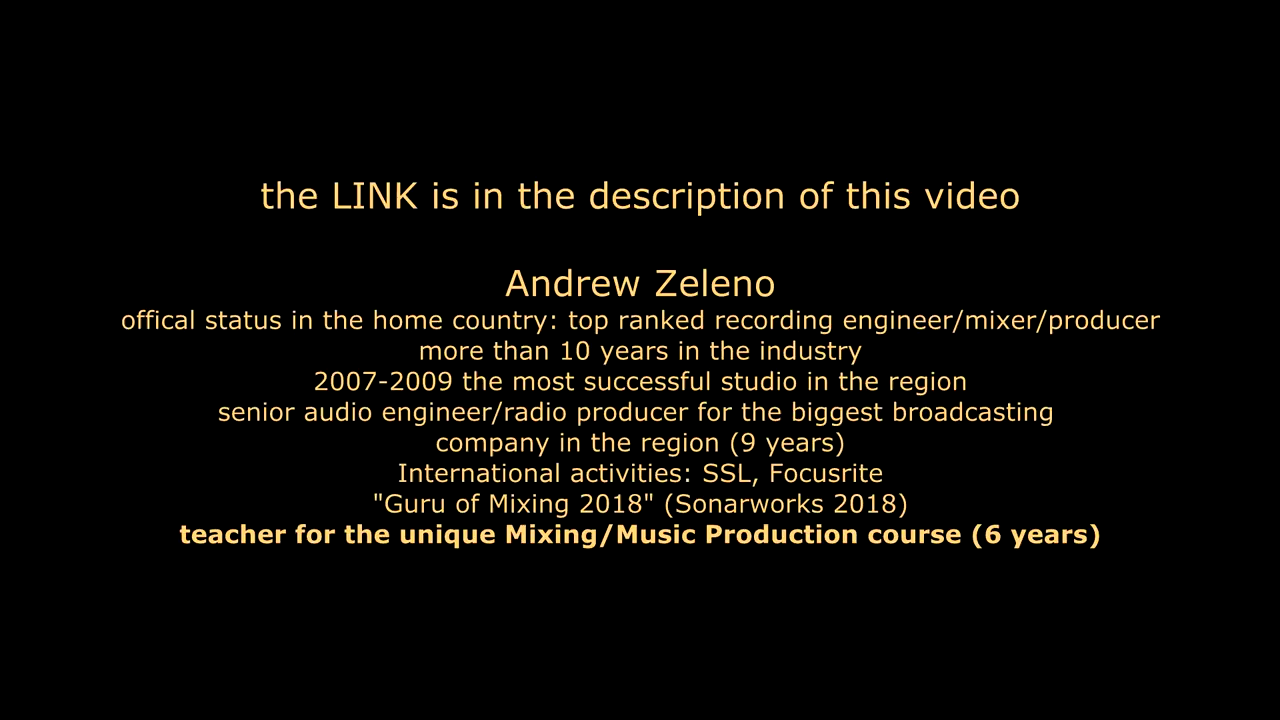 the LINK is in the description of this video
Andrew Zeleno
offical status in the home country: top ranked recording engineer/mixer/producer
more than 10 years in the industry
2007-2009 the most successful studio in the region
senior audio engineer/radio producer for the biggest broadcasting
company in the region (9 years)
International activities: SSL, Focusrite
"Guru of Mixing 2018" (Sonarworks 2018)
teacher for the unique Mixing/Music Production course (6 years)